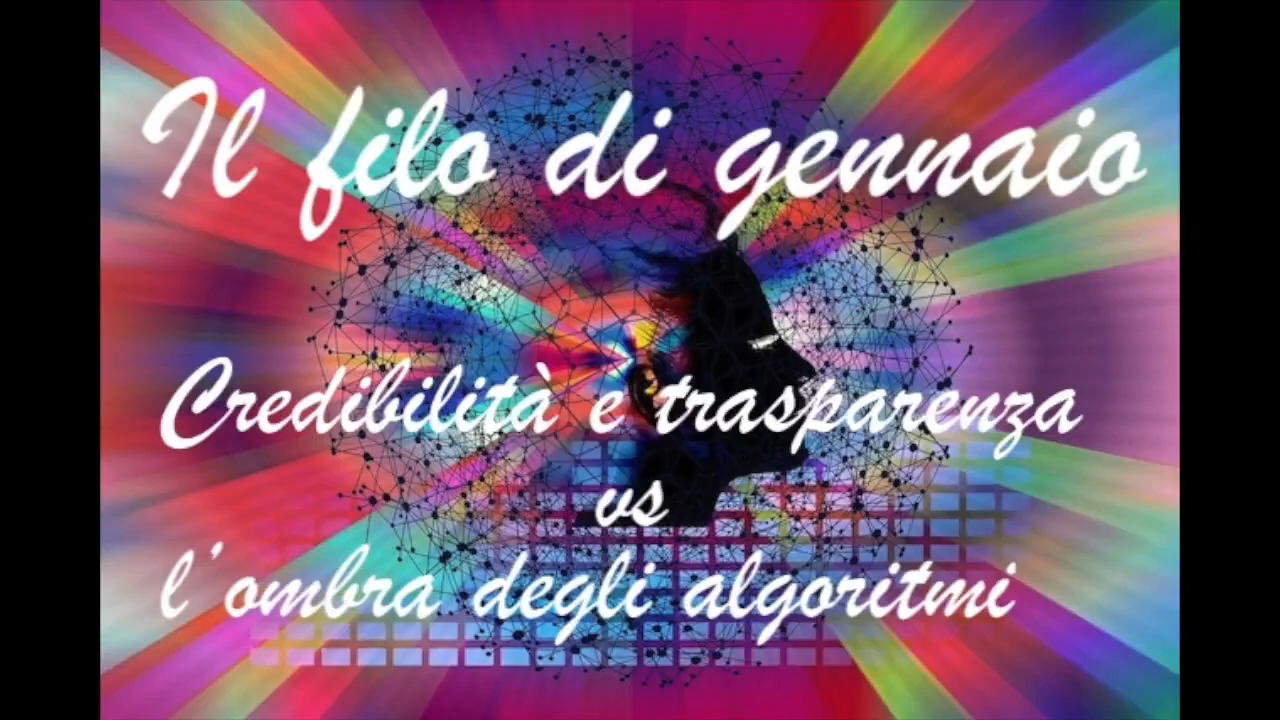 Il filo di gennaio
Credibilità e trasparenza
vs
l'ombra degli algoritmi